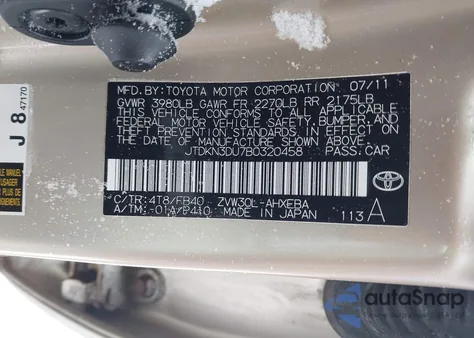 MFD. BY: TOYOTA MOTOR CORPORATION 07/11
GVWR 3980LB GAWR FR 2270LB RR 2175LB
THIS VEHICLE CONFORMS TO ALL APPLICABLE
FEDERAL MOTOR VEHICLE SAFETY, BUMPER, AND
THEFT PREVENTION STANDARDS IN EFFECT ON
THE DATE OF MANUFACTURE SHOWN ABOVE.
JTDKN3DU7B0320458 PASS.CAR
C/TR: 4T8/FB40 ZVW30L-AHXEBA
A/TM: -01A/P410 MADE IN JAPAN
113 A
J 8
47170
e Manual
autoSnap